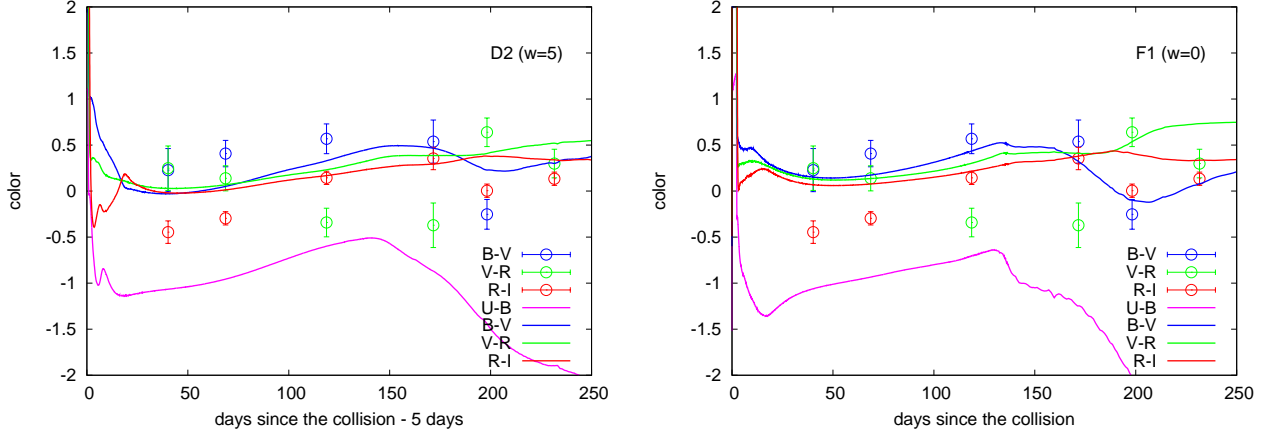 2
1.5
1
0.5
0
-0.5
-1
-1.5
-2
color
D2 (w=5)
B-V
V-R
R-I
U-B
B-V
V-R
R-I
0 50 100 150 200 250
days since the collision - 5 days
2
1.5
1
0.5
0
-0.5
-1
-1.5
-2
color
F1 (w=0)
B-V
V-R
R-I
U-B
B-V
V-R
R-I
0 50 100 150 200 250
days since the collision